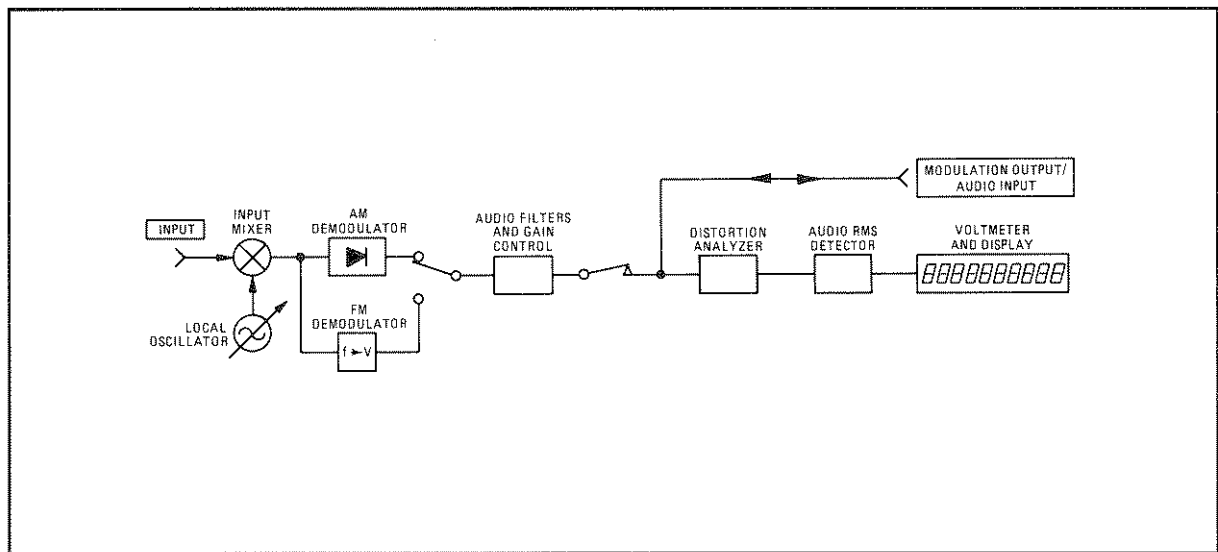 INPUT
INPUT
MIXER
LOCAL
OSCILLATOR
AM
DEMODULATOR
FM
DEMODULATOR
f→V
AUDIO FILTERS
AND GAIN
CONTROL
MODULATION OUTPUT/
AUDIO INPUT
DISTORTION
ANALYZER
AUDIO RMS
DETECTOR
VOLTMETER
AND DISPLAY
8888888888